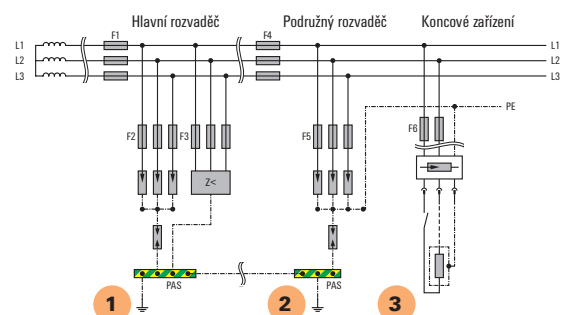 Hlavní rozvaděč Podružný rozvaděč Koncové zařízení
F1 F4
L1 L1
L2 L2
L3 L3
PE
F2 F3 F5 F6
Z<
PAS PAS
1 2 3